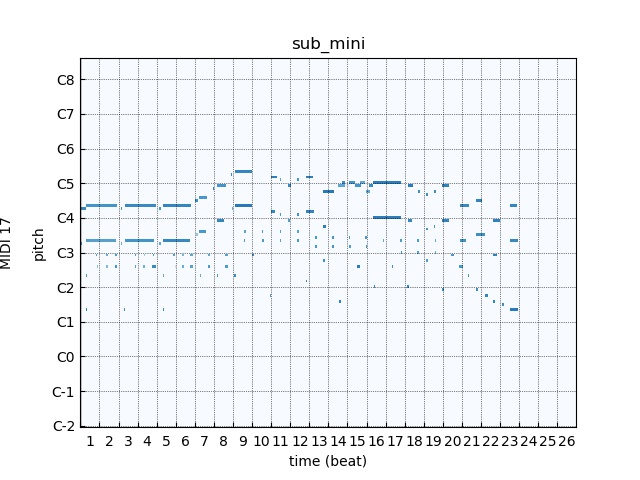 sub_mini
C8
C7
C6
C5
C4
C3
C2
C1
C0
C-1
C-2
MIDI 17
pitch
1 2 3 4 5 6 7 8 9 10 11 12 13 14 15 16 17 18 19 20 21 22 23 24 25 26
time (beat)